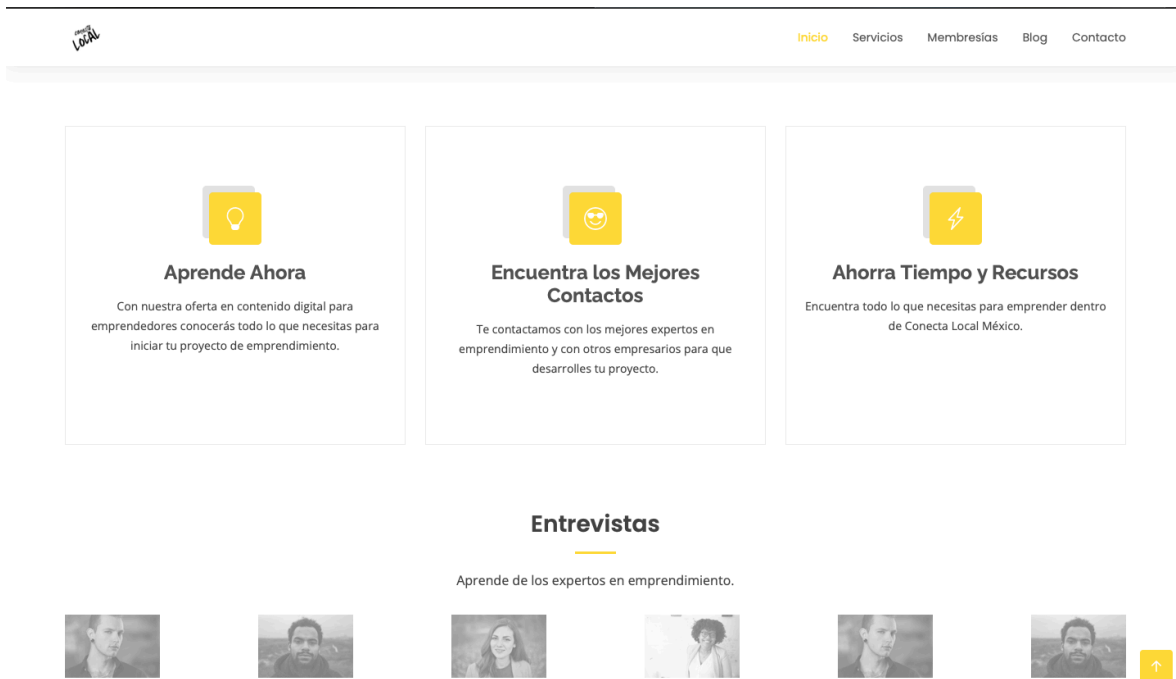 CONECTA
LOCAL
Inicio Servicios Membresías Blog Contacto
Aprende Ahora
Con nuestra oferta en contenido digital para
emprendedores conocerás todo lo que necesitas para
iniciar tu proyecto de emprendimiento.
Encuentra los Mejores
Contactos
Te contactamos con los mejores expertos en
emprendimiento y con otros empresarios para que
desarrolles tu proyecto.
Ahorra Tiempo y Recursos
Encuentra todo lo que necesitas para emprender dentro
de Conecta Local México.
Entrevistas
Aprende de los expertos en emprendimiento.